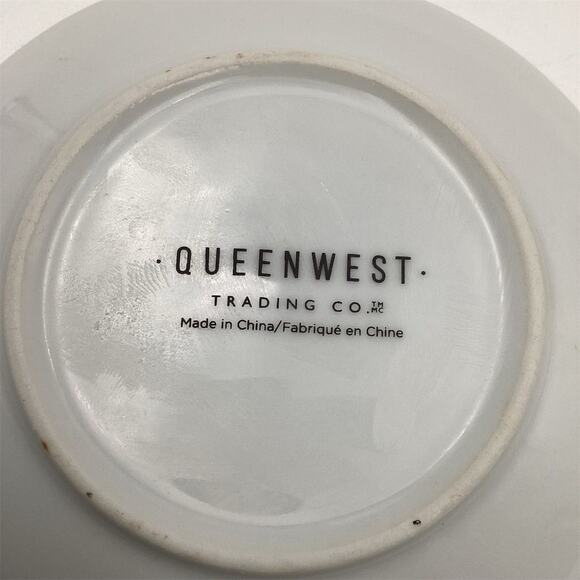 · QUEENWEST ·
TRADING CO. TM MC
Made in China/Fabriqué en Chine